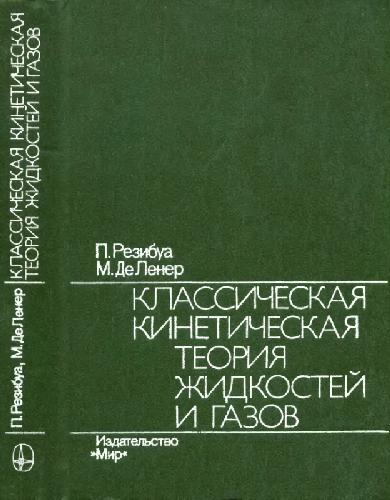 КЛАССИЧЕСКАЯ КИНЕТИЧЕСКАЯ
ТЕОРИЯ ЖИДКОСТЕЙ И ГАЗОВ
П. Резибуа, М. Де Ленер
П. Резибуа
М. Де Ленер
КЛАССИЧЕСКАЯ
КИНЕТИЧЕСКАЯ
ТЕОРИЯ
ЖИДКОСТЕЙ
И ГАЗОВ
Издательство
»Мир«